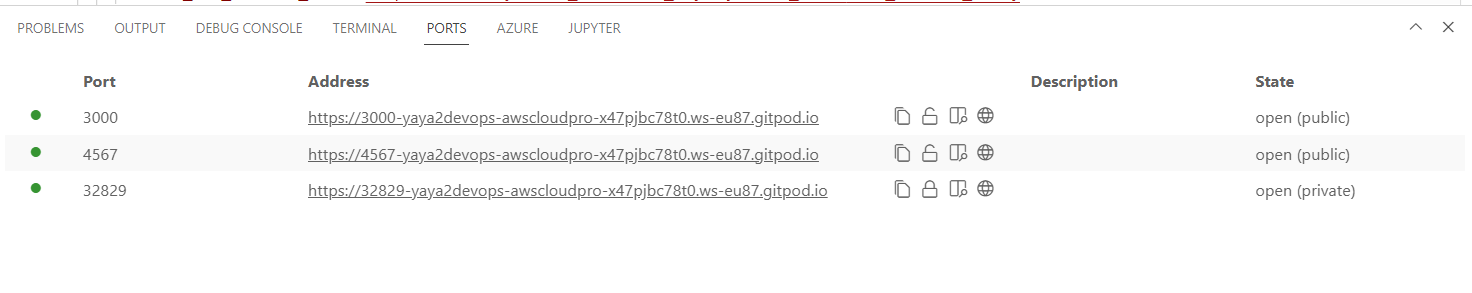 PROBLEMS OUTPUT DEBUG CONSOLE TERMINAL PORTS AZURE JUPYTER
Port Address Description State
3000 https://3000-yaya2devops-awscloudpro-x47pjbc78t0.ws-eu87.gitpod.io open (public)
4567 https://4567-yaya2devops-awscloudpro-x47pjbc78t0.ws-eu87.gitpod.io open (public)
32829 https://32829-yaya2devops-awscloudpro-x47pjbc78t0.ws-eu87.gitpod.io open (private)